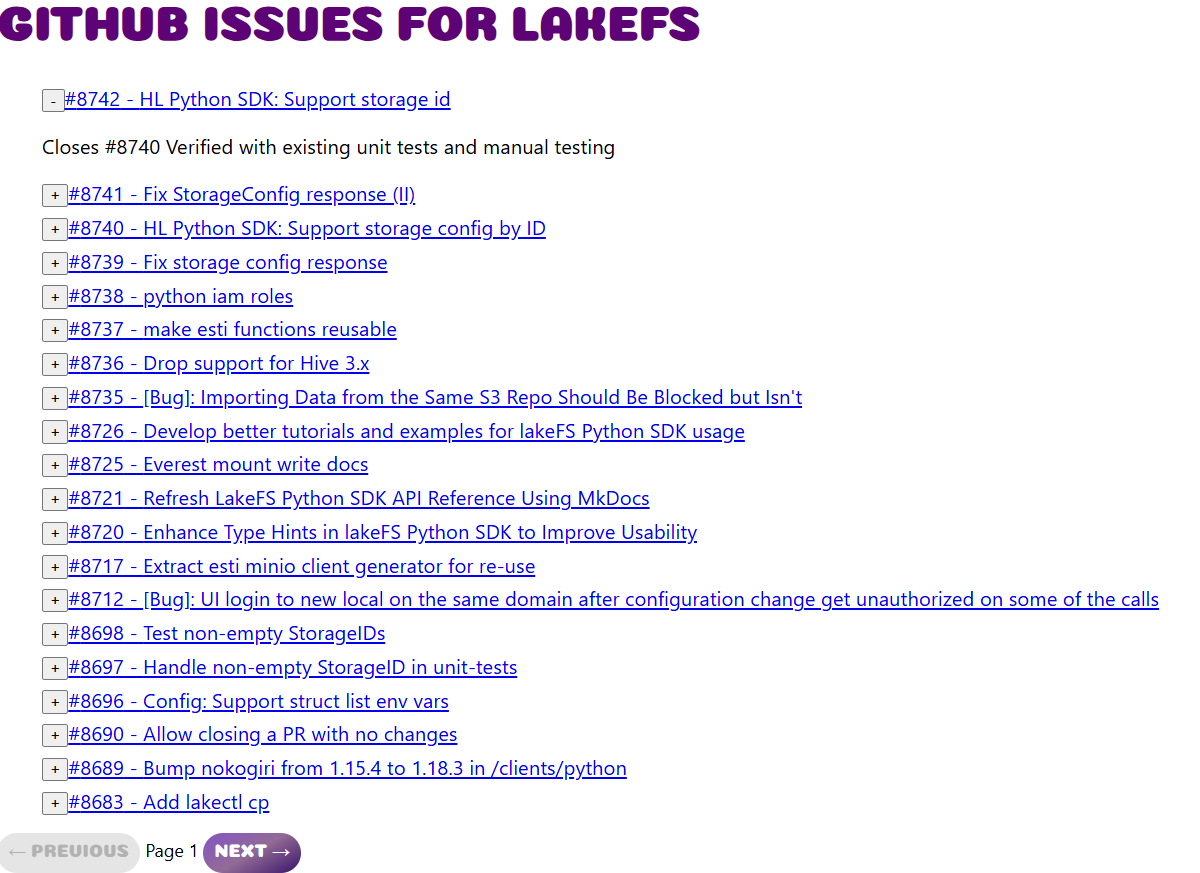 GITHUB ISSUES FOR LAKEFS
- #8742 - HL Python SDK: Support storage id
Closes #8740 Verified with existing unit tests and manual testing
+ #8741 - Fix StorageConfig response (II)
+ #8740 - HL Python SDK: Support storage config by ID
+ #8739 - Fix storage config response
+ #8738 - python iam roles
+ #8737 - make esti functions reusable
+ #8736 - Drop support for Hive 3.x
+ #8735 - [Bug]: Importing Data from the Same S3 Repo Should Be Blocked but Isn't
+ #8726 - Develop better tutorials and examples for lakeFS Python SDK usage
+ #8725 - Everest mount write docs
+ #8721 - Refresh LakeFS Python SDK API Reference Using MkDocs
+ #8720 - Enhance Type Hints in lakeFS Python SDK to Improve Usability
+ #8717 - Extract esti minio client generator for re-use
+ #8712 - [Bug]: UI login to new local on the same domain after configuration change get unauthorized on some of the calls
+ #8698 - Test non-empty StorageIDs
+ #8697 - Handle non-empty StorageID in unit-tests
+ #8696 - Config: Support struct list env vars
+ #8690 - Allow closing a PR with no changes
+ #8689 - Bump nokogiri from 1.15.4 to 1.18.3 in /clients/python
+ #8683 - Add lakectl cp
← PREVIOUS Page 1 NEXT →